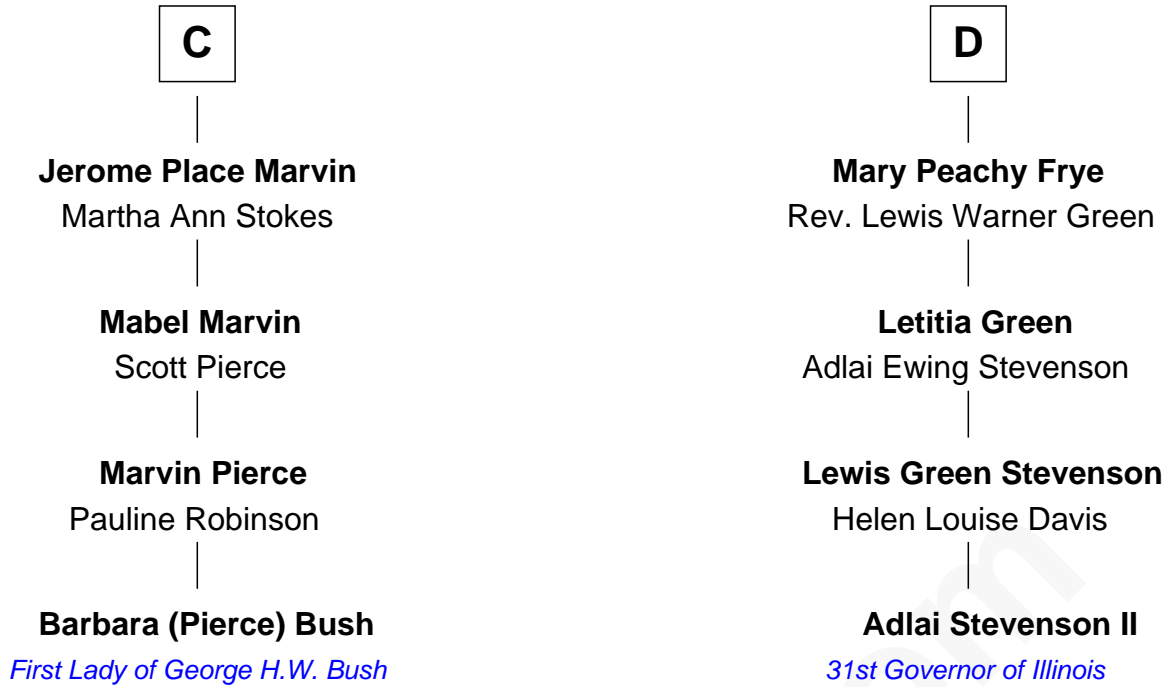 C
Jerome Place Marvin
Martha Ann Stokes
Mabel Marvin
Scott Pierce
Marvin Pierce
Pauline Robinson
Barbara (Pierce) Bush
First Lady of George H.W. Bush
D
Mary Peachy Frye
Rev. Lewis Warner Green
Letitia Green
Adlai Ewing Stevenson
Lewis Green Stevenson
Helen Louise Davis
Adlai Stevenson II
31st Governor of Illinois